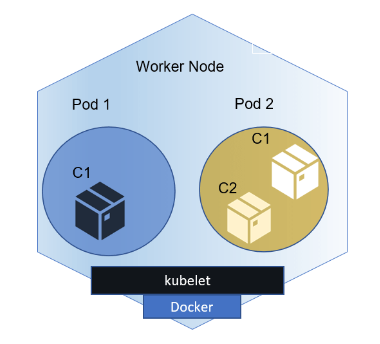 Worker Node
Pod 1
Pod 2
C1
C1
C2
kubelet
Docker